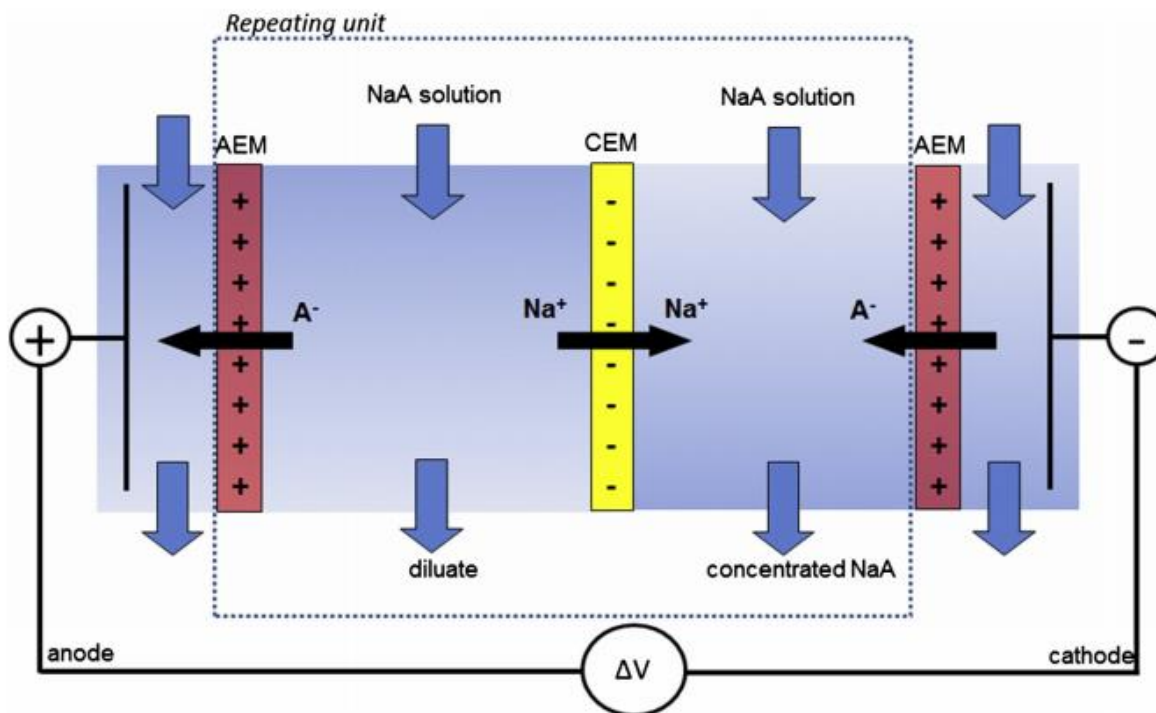 Repeating unit
NaA solution
NaA solution
AEM
CEM
AEM
+
+
+
+
+
+
+
+
-
-
-
-
-
-
-
-
+
+
+
+
+
+
+
+
A-
Na+
Na+
A-
+
-
diluate
concentrated NaA
anode
cathode
ΔV